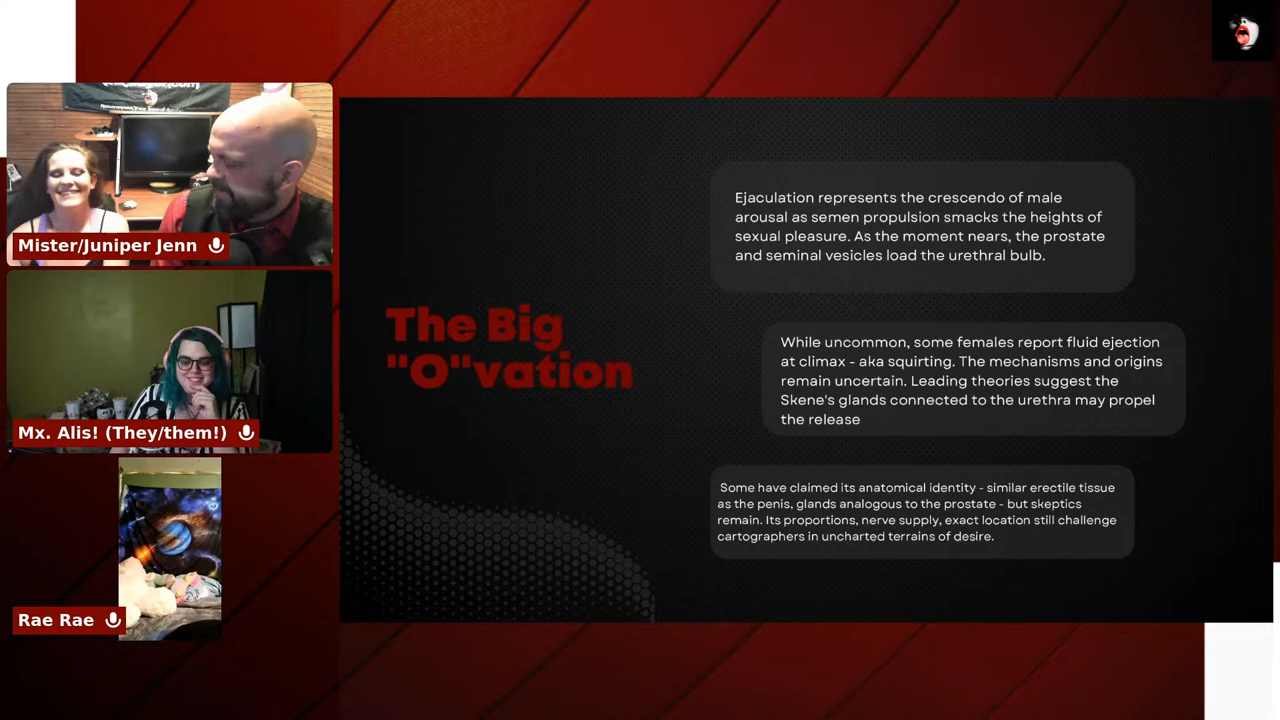 Mister/Juniper Jenn
Mx. Alis! (They/them!)
Rae Rae
The Big
"O"vation
Ejaculation represents the crescendo of male
arousal as semen propulsion smacks the heights of
sexual pleasure. As the moment nears, the prostate
and seminal vesicles load the urethral bulb.
While uncommon, some females report fluid ejection
at climax - aka squirting. The mechanisms and origins
remain uncertain. Leading theories suggest the
Skene's glands connected to the urethra may propel
the release
Some have claimed its anatomical identity - similar erectile tissue
as the penis, glands analogous to the prostate - but skeptics
remain. Its proportions, nerve supply, exact location still challenge
cartographers in uncharted terrains of desire.